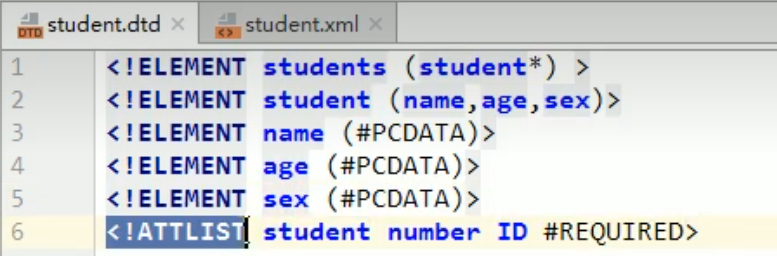 DTD student.dtd × <> student.xml ×
1 <!ELEMENT students (student*) >
2 <!ELEMENT student (name,age,sex)>
3 <!ELEMENT name (#PCDATA)>
4 <!ELEMENT age (#PCDATA)>
5 <!ELEMENT sex (#PCDATA)>
6 <!ATTLIST student number ID #REQUIRED>